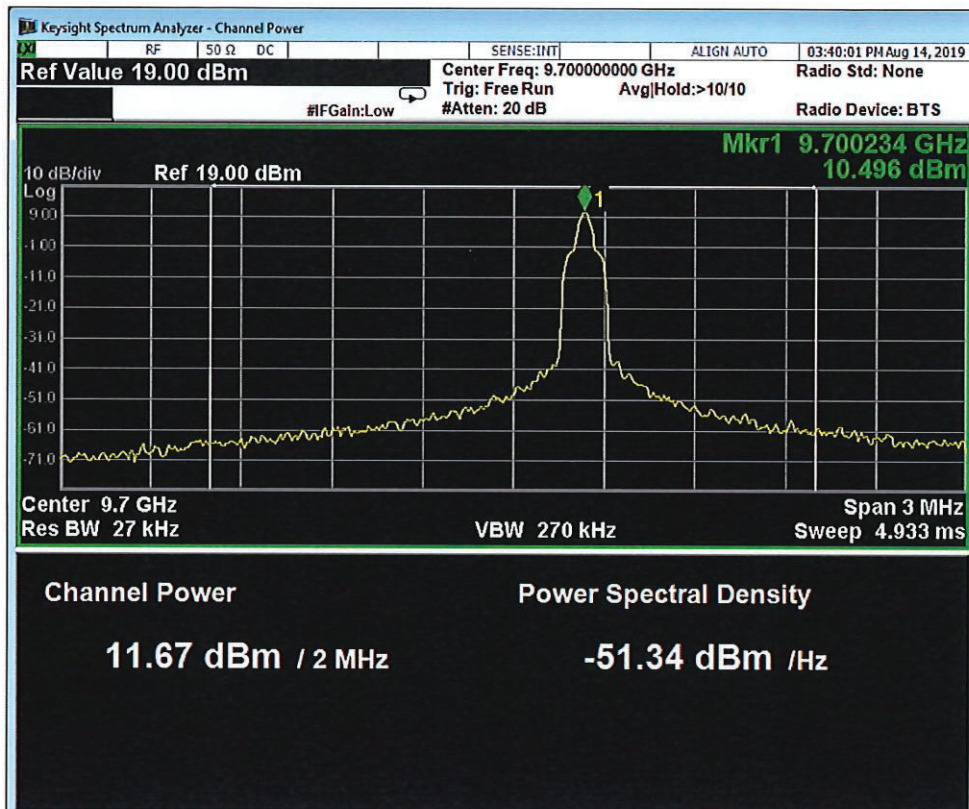 Keysight Spectrum Analyzer - Channel Power
RF 50 Ω DC SENSE:INT ALIGN AUTO 03:40:01 PM Aug 14, 2019
Ref Value 19.00 dBm Center Freq: 9.700000000 GHz Radio Std: None
Trig: Free Run Avg|Hold:>10/10
#IFGain:Low #Atten: 20 dB Radio Device: BTS
Mkr1 9.700234 GHz
10.496 dBm
10 dB/div Ref 19.00 dBm
Log
1
9.00
-1.00
-11.0
-21.0
-31.0
-41.0
-51.0
-61.0
-71.0
Center 9.7 GHz Span 3 MHz
Res BW 27 kHz VBW 270 kHz Sweep 4.933 ms
Channel Power Power Spectral Density
11.67 dBm / 2 MHz -51.34 dBm /Hz